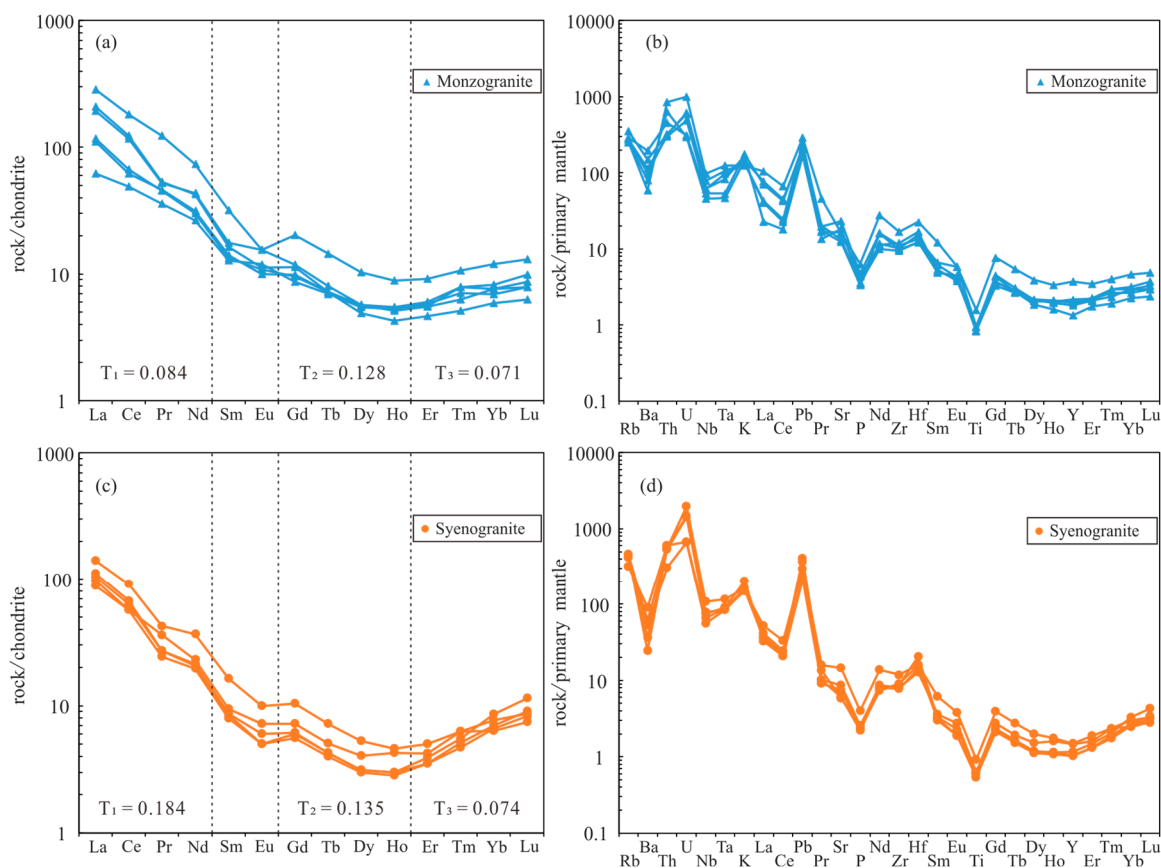 (a)
Monzogranite
rock/chondrite
1000
100
10
1
T₁ = 0.084 T₂ = 0.128 T₃ = 0.071
La Ce Pr Nd Sm Eu Gd Tb Dy Ho Er Tm Yb Lu
(b)
Monzogranite
rock/primary mantle
10000
1000
100
10
1
0.1
Ba U Ta La Pb Sr Nd Hf Eu Gd Dy Y Tm Lu
Rb Th Nb K Ce Pr P Zr Sm Ti Tb Ho Er Yb
(c)
Syenogranite
rock/chondrite
1000
100
10
1
T₁ = 0.184 T₂ = 0.135 T₃ = 0.074
La Ce Pr Nd Sm Eu Gd Tb Dy Ho Er Tm Yb Lu
(d)
Syenogranite
rock/primary mantle
10000
1000
100
10
1
0.1
Ba U Ta La Pb Sr Nd Hf Eu Gd Dy Y Tm Lu
Rb Th Nb K Ce Pr P Zr Sm Ti Tb Ho Er Yb